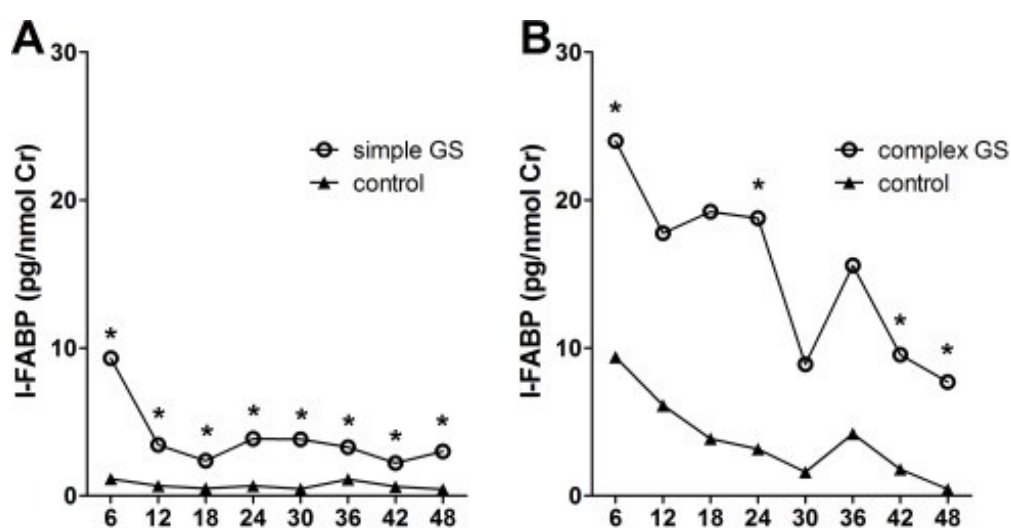 A
I-FABP (pg/nmol Cr)
30
20
10
0
simple GS
control
*
* * * * * * *
6 12 18 24 30 36 42 48
B
I-FABP (pg/nmol Cr)
30
20
10
0
complex GS
control
*
*
*
*
6 12 18 24 30 36 42 48